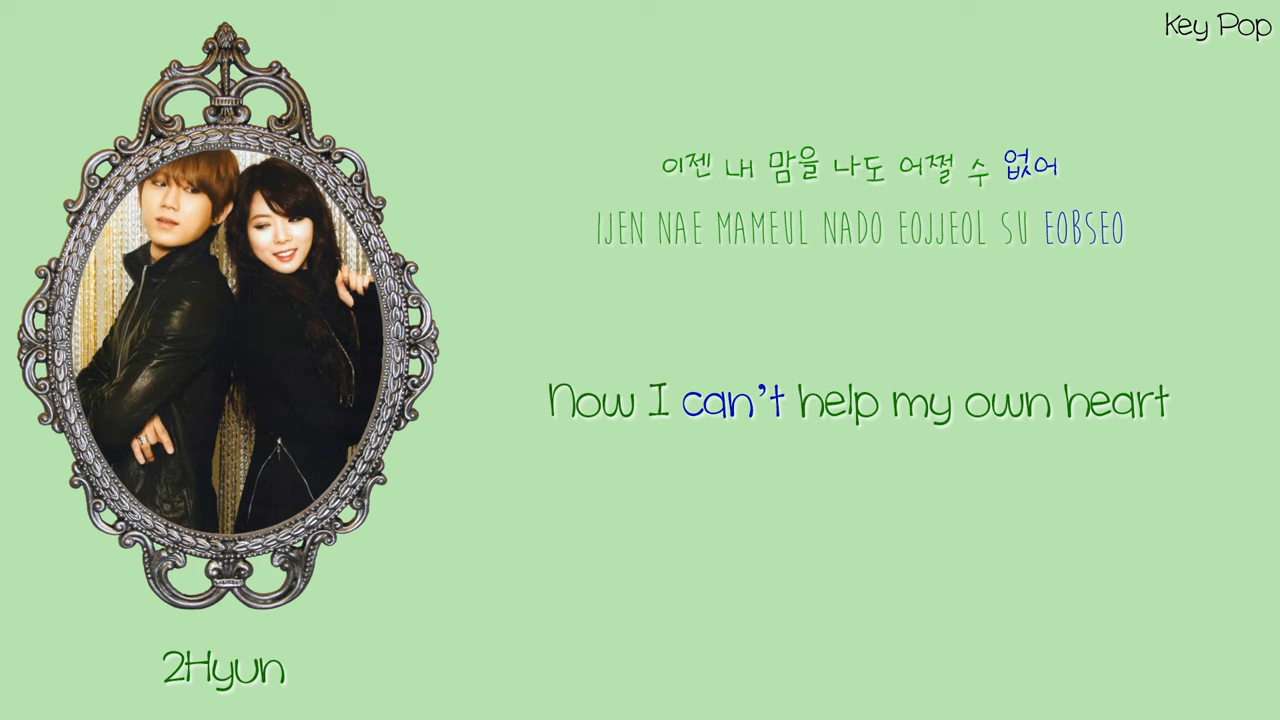 Key Pop
이젠 내 맘을 나도 어쩔 수 없어
IJEN NAE MAMEUL NADO EOJJEOL SU EOBSEO
Now I can't help my own heart
2Hyun